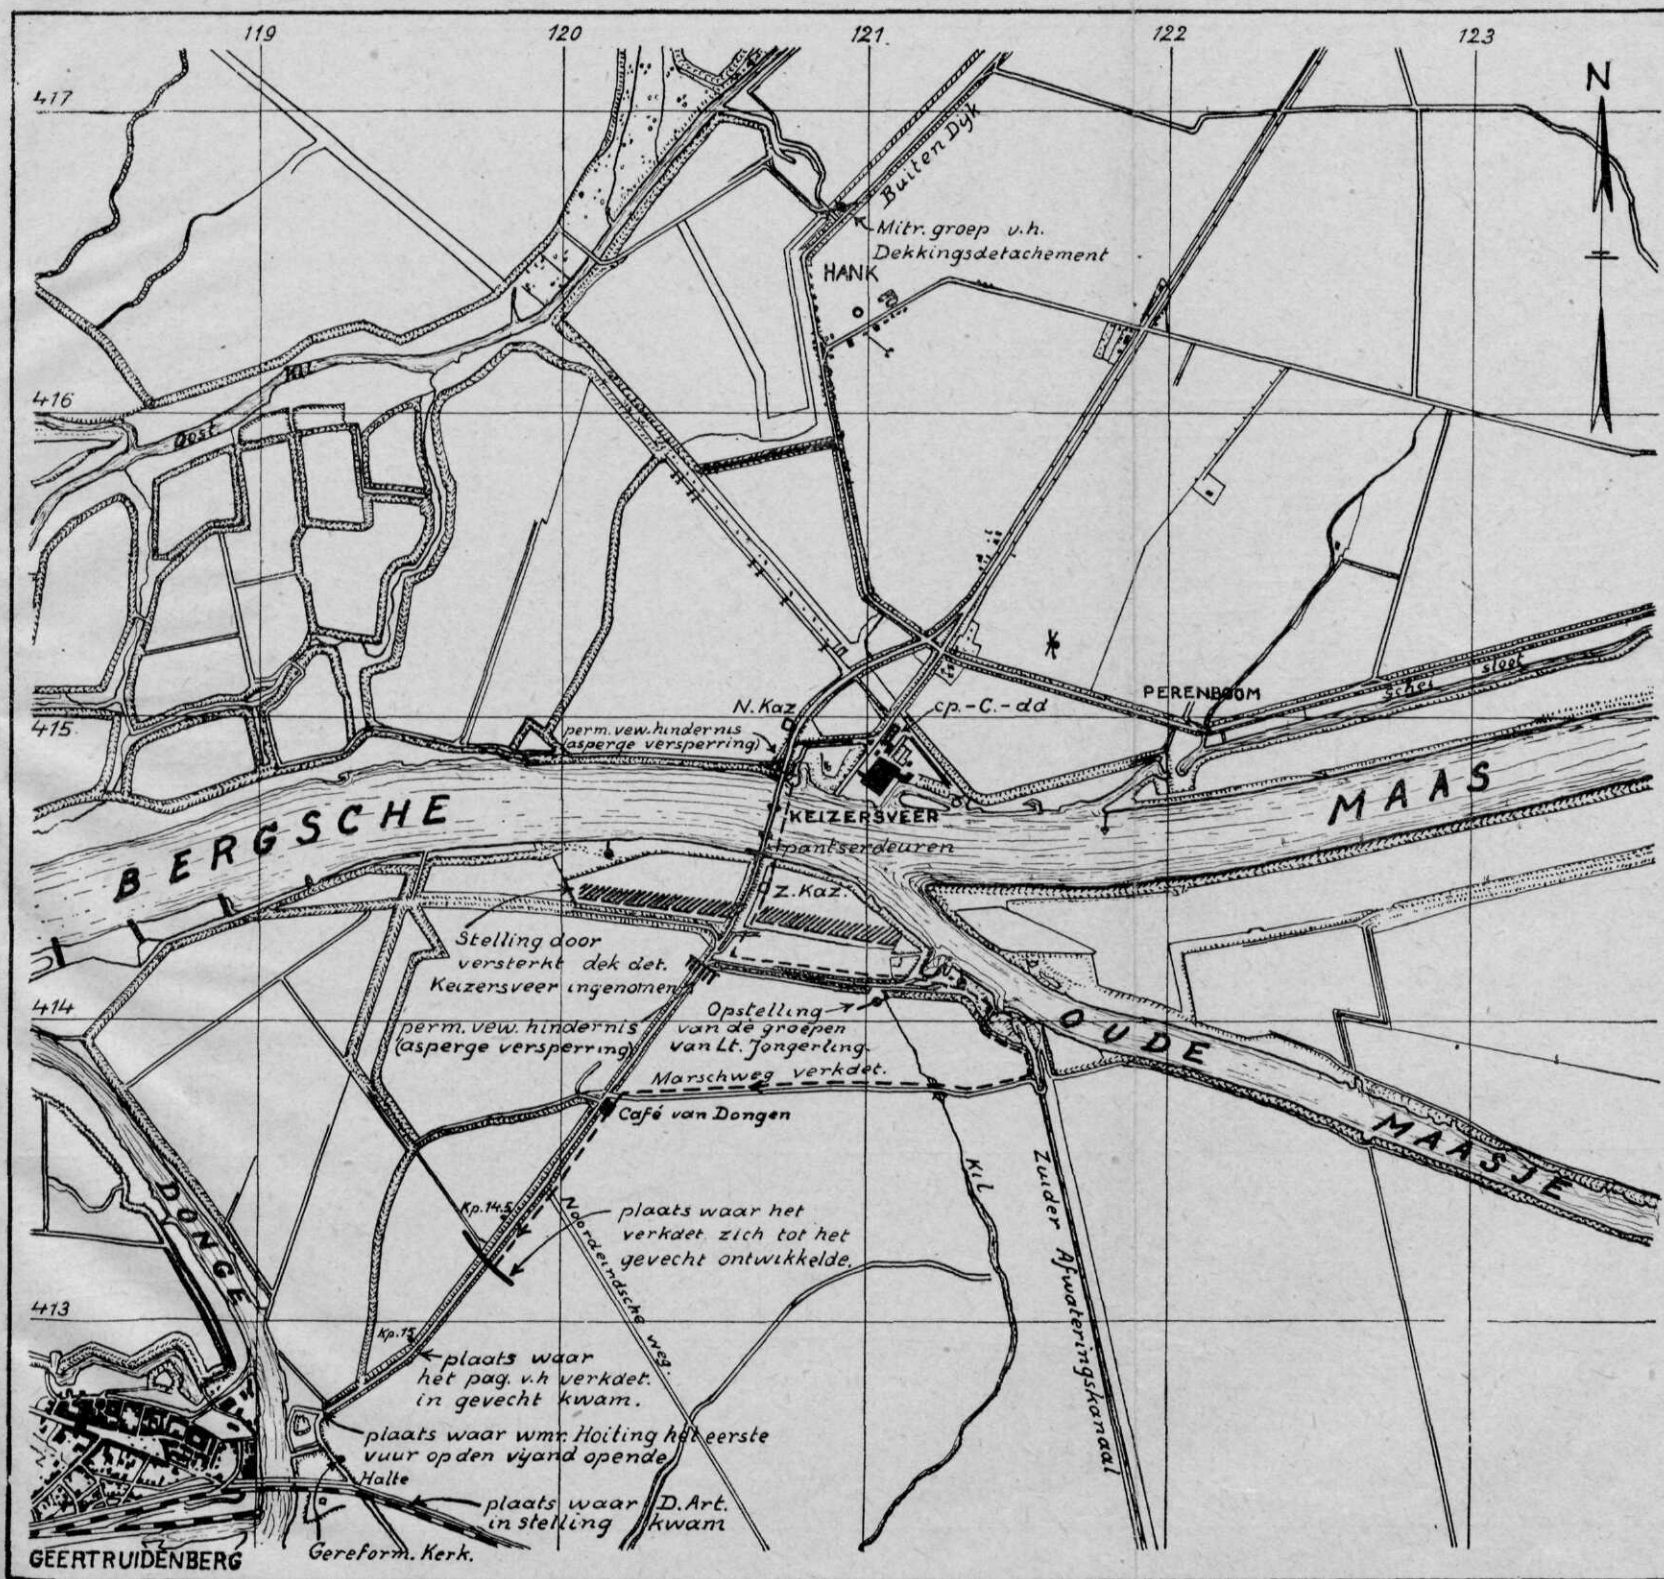 119 120 121 122 123
417
N
Buiten Dijk
Mitr. groep v.h.
Dekkingsdetachement
HANK
Kil
416
Oost
PERENBOOM
Schei sloot
N. Kaz
cp.-C.-dd
415
perm. vew. hindernis
(asperge versperring)
MAAS
BERGSCHE
KEIZERSVEER
pantserdeuren
Z. Kaz.
Stelling door
versterkt dek det.
Keizersveer ingenomen
414
Opstelling
van de groepen
van Lt. Jongerling.
perm. vew. hindernis
(asperge versperring)
OUDE
Marschweg verkdet.
Café van Dongen
MAASJE
DONGE
Kil
Zuider Afwateringskanaal
Kp. 14.5
Noordeindsche weg.
plaats waar het
verkdet. zich tot het
gevecht ontwikkelde.
413
Kp. 15
plaats waar
het pag. v.h verkdet.
in gevecht kwam.
plaats waar wmr. Hoiting het eerste
vuur op den vijand opende
Halte
plaats waar D. Art.
in stelling kwam
Gereform. Kerk.
GEERTRUIDENBERG